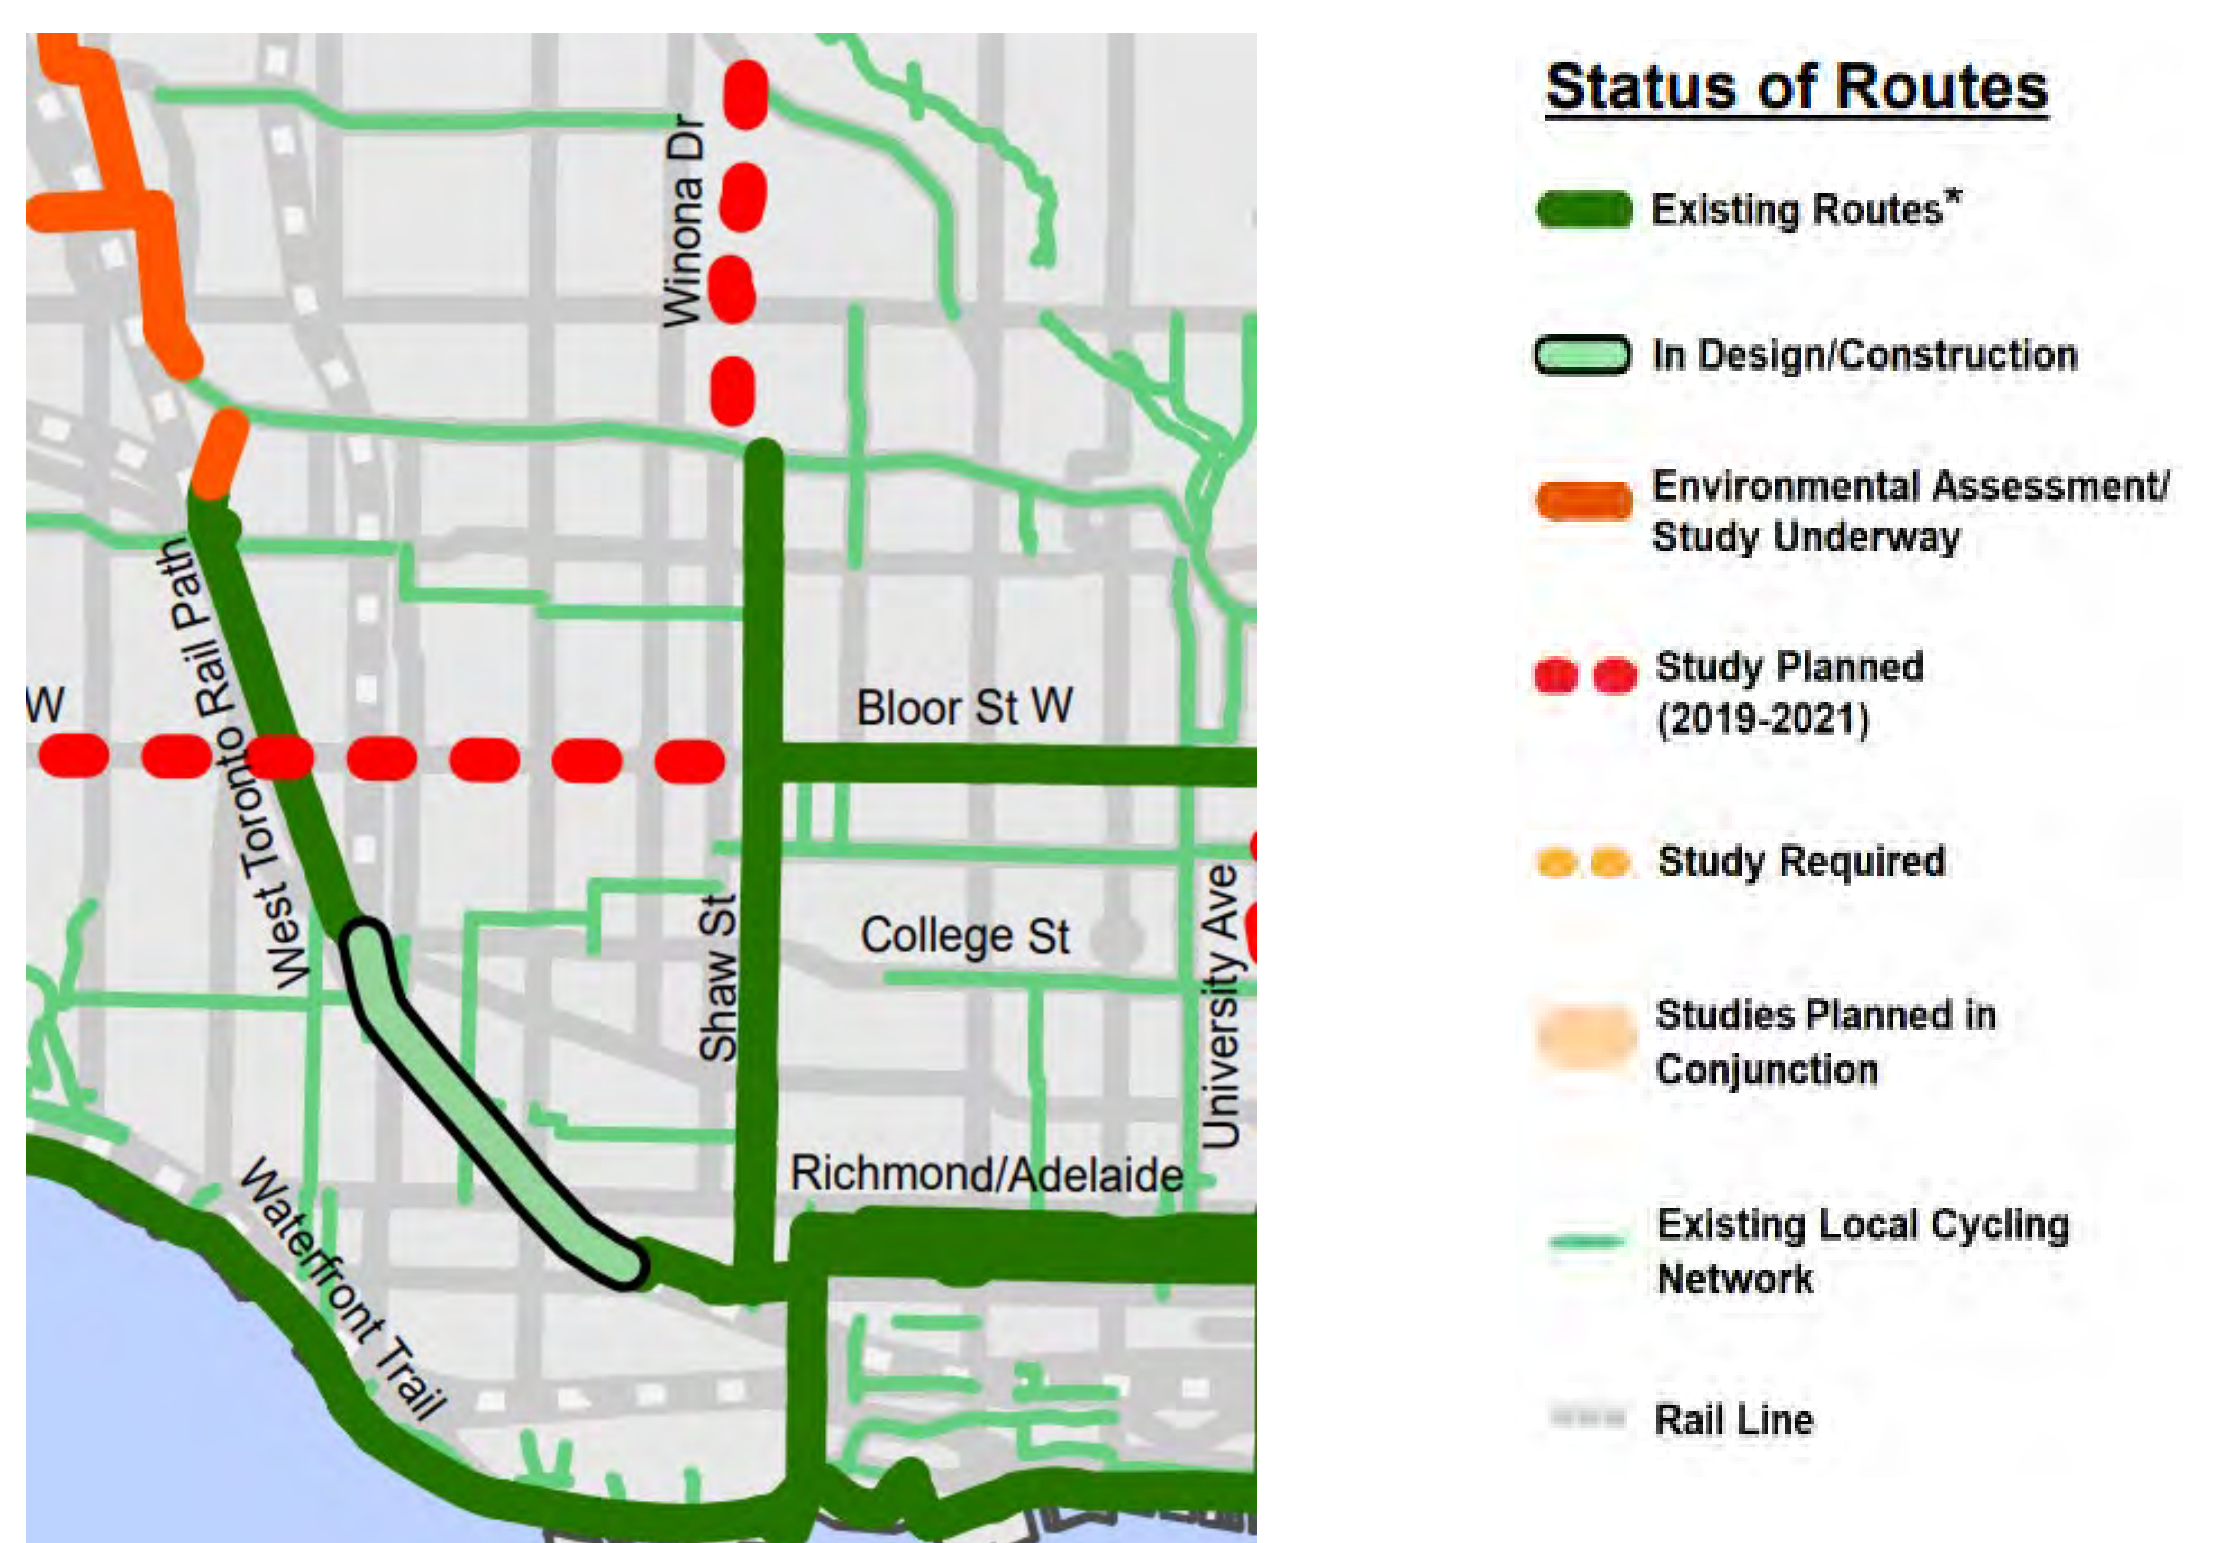 Winona Dr
West Toronto Rail Path
W
Bloor St W
Shaw St
College St
University Ave
Richmond/Adelaide
Waterfront Trail
Status of Routes
Existing Routes*
In Design/Construction
Environmental Assessment/
Study Underway
Study Planned
(2019-2021)
Study Required
Studies Planned in
Conjunction
Existing Local Cycling
Network
Rail Line